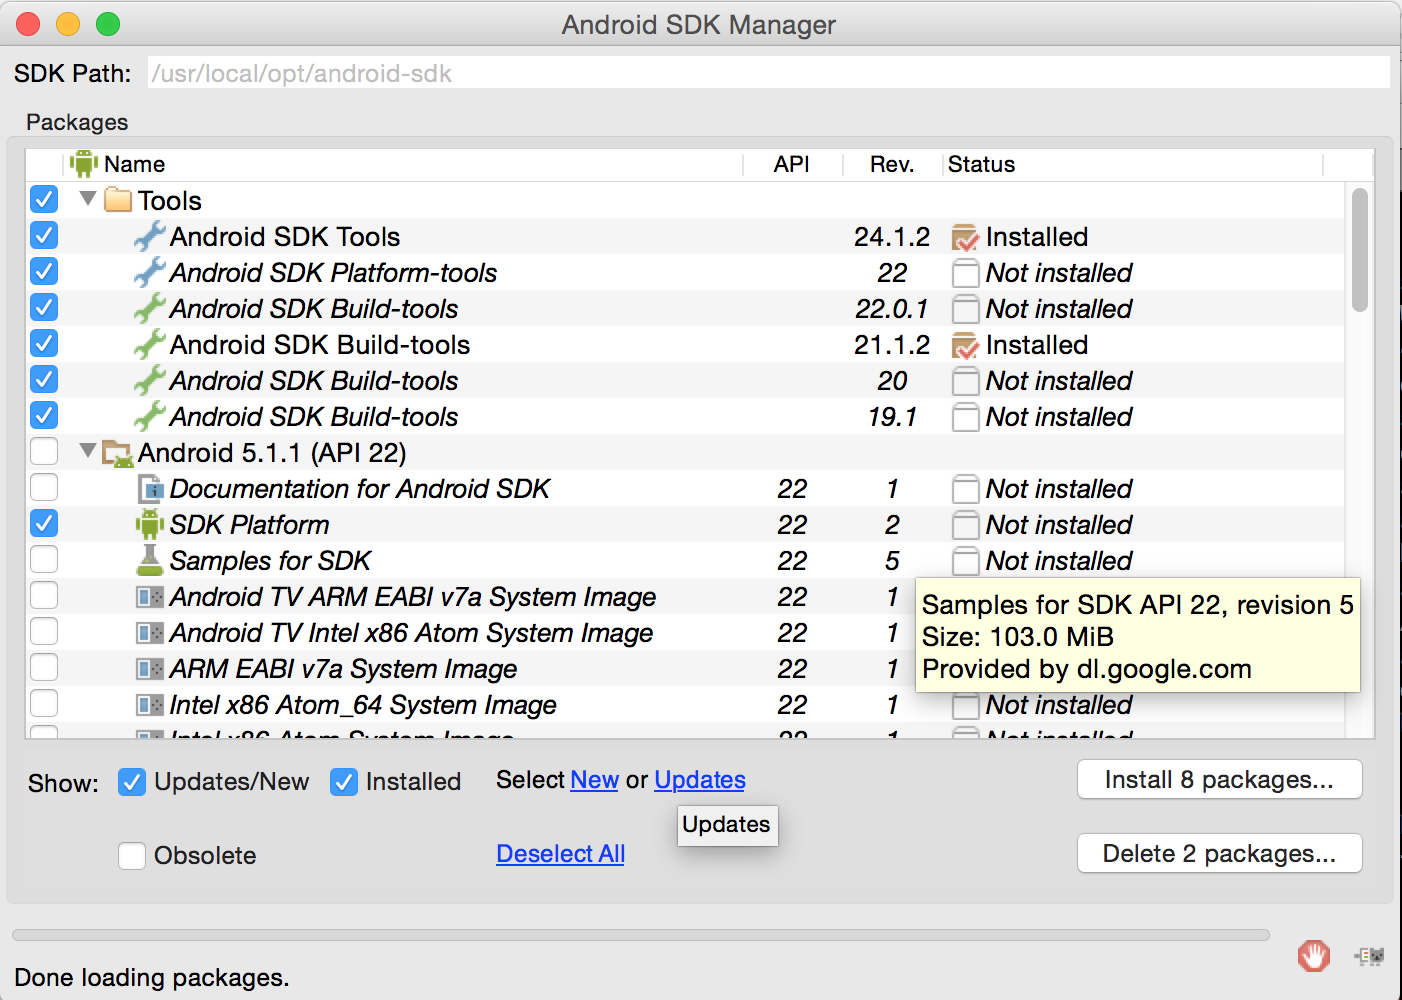 Android SDK Manager
SDK Path: /usr/local/opt/android-sdk
Packages
Name API Rev. Status
Tools
Android SDK Tools 24.1.2 Installed
Android SDK Platform-tools 22 Not installed
Android SDK Build-tools 22.0.1 Not installed
Android SDK Build-tools 21.1.2 Installed
Android SDK Build-tools 20 Not installed
Android SDK Build-tools 19.1 Not installed
Android 5.1.1 (API 22)
Documentation for Android SDK 22 1 Not installed
SDK Platform 22 2 Not installed
Samples for SDK 22 5 Not installed
Android TV ARM EABI v7a System Image 22 1
Samples for SDK API 22, revision 5
Android TV Intel x86 Atom System Image 22 1
Size: 103.0 MiB
ARM EABI v7a System Image 22 1
Provided by dl.google.com
Intel x86 Atom_64 System Image 22 1 Not installed
Intel x86 Atom System Image 22 1 Not installed
Show: Updates/New Installed Select New or Updates Install 8 packages...
Updates
Obsolete Deselect All Delete 2 packages...
Done loading packages.